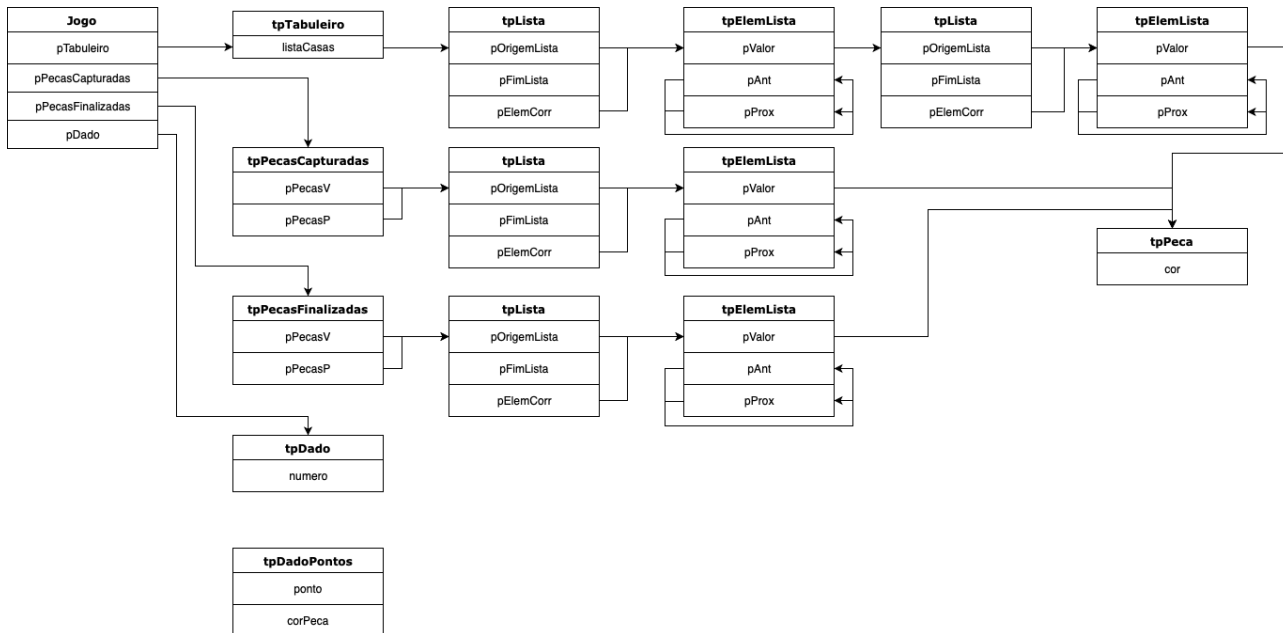 Jogo
pTabuleiro
pPecasCapturadas
pPecasFinalizadas
pDado
tpTabuleiro
listaCasas
tpLista
pOrigemLista
pFimLista
pElemCorr
tpElemLista
pValor
pAnt
pProx
tpLista
pOrigemLista
pFimLista
pElemCorr
tpElemLista
pValor
pAnt
pProx
tpPecasCapturadas
pPecasV
pPecasP
tpLista
pOrigemLista
pFimLista
pElemCorr
tpElemLista
pValor
pAnt
pProx
tpPeca
cor
tpPecasFinalizadas
pPecasV
pPecasP
tpLista
pOrigemLista
pFimLista
pElemCorr
tpElemLista
pValor
pAnt
pProx
tpDado
numero
tpDadoPontos
ponto
corPeca